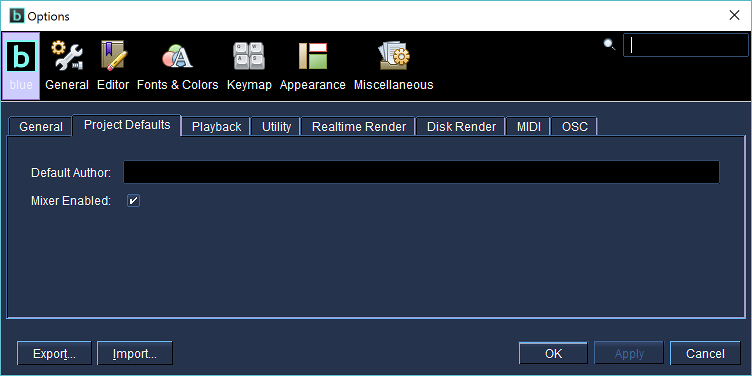 Options
blue General Editor Fonts & Colors Keymap Appearance Miscellaneous
General Project Defaults Playback Utility Realtime Render Disk Render MIDI OSC
Default Author:
Mixer Enabled:
Export... Import... OK Apply Cancel